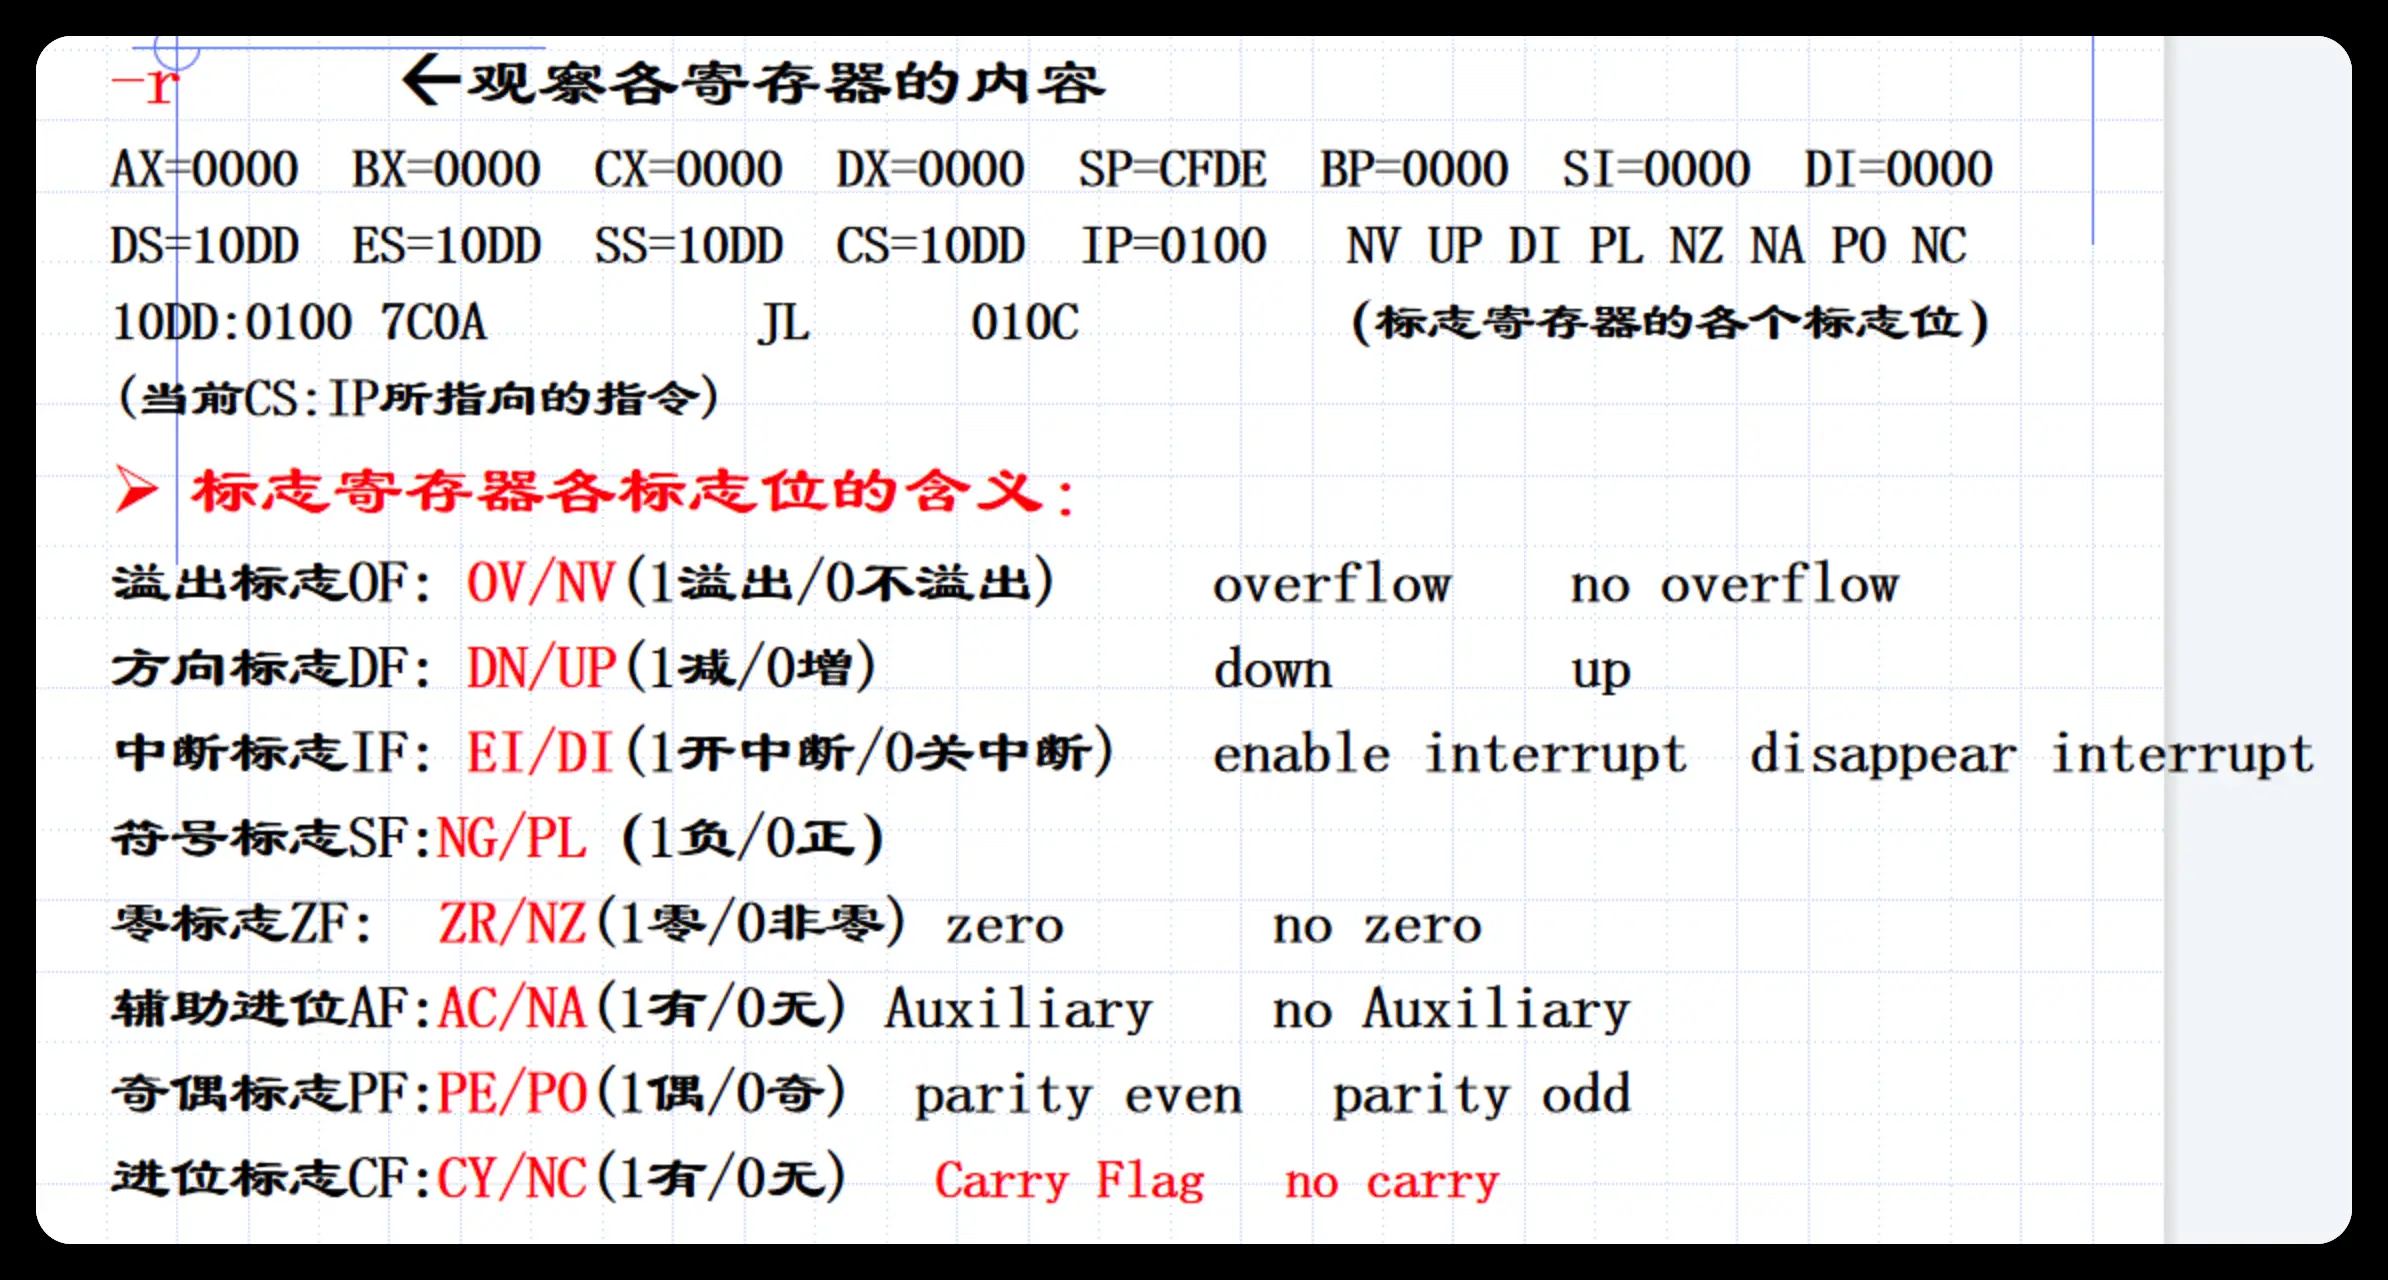 -r ←观察各寄存器的内容
AX=0000 BX=0000 CX=0000 DX=0000 SP=CFDE BP=0000 SI=0000 DI=0000
DS=10DD ES=10DD SS=10DD CS=10DD IP=0100 NV UP DI PL NZ NA PO NC
10DD:0100 7C0A JL 010C (标志寄存器的各个标志位)
(当前CS:IP所指向的指令)
➢ 标志寄存器各标志位的含义:
溢出标志OF: OV/NV(1溢出/0不溢出) overflow no overflow
方向标志DF: DN/UP(1减/0增) down up
中断标志IF: EI/DI(1开中断/0关中断) enable interrupt disappear interrupt
符号标志SF:NG/PL (1负/0正)
零标志ZF: ZR/NZ(1零/0非零) zero no zero
辅助进位AF:AC/NA(1有/0无) Auxiliary no Auxiliary
奇偶标志PF:PE/PO(1偶/0奇) parity even parity odd
进位标志CF:CY/NC(1有/0无) Carry Flag no carry